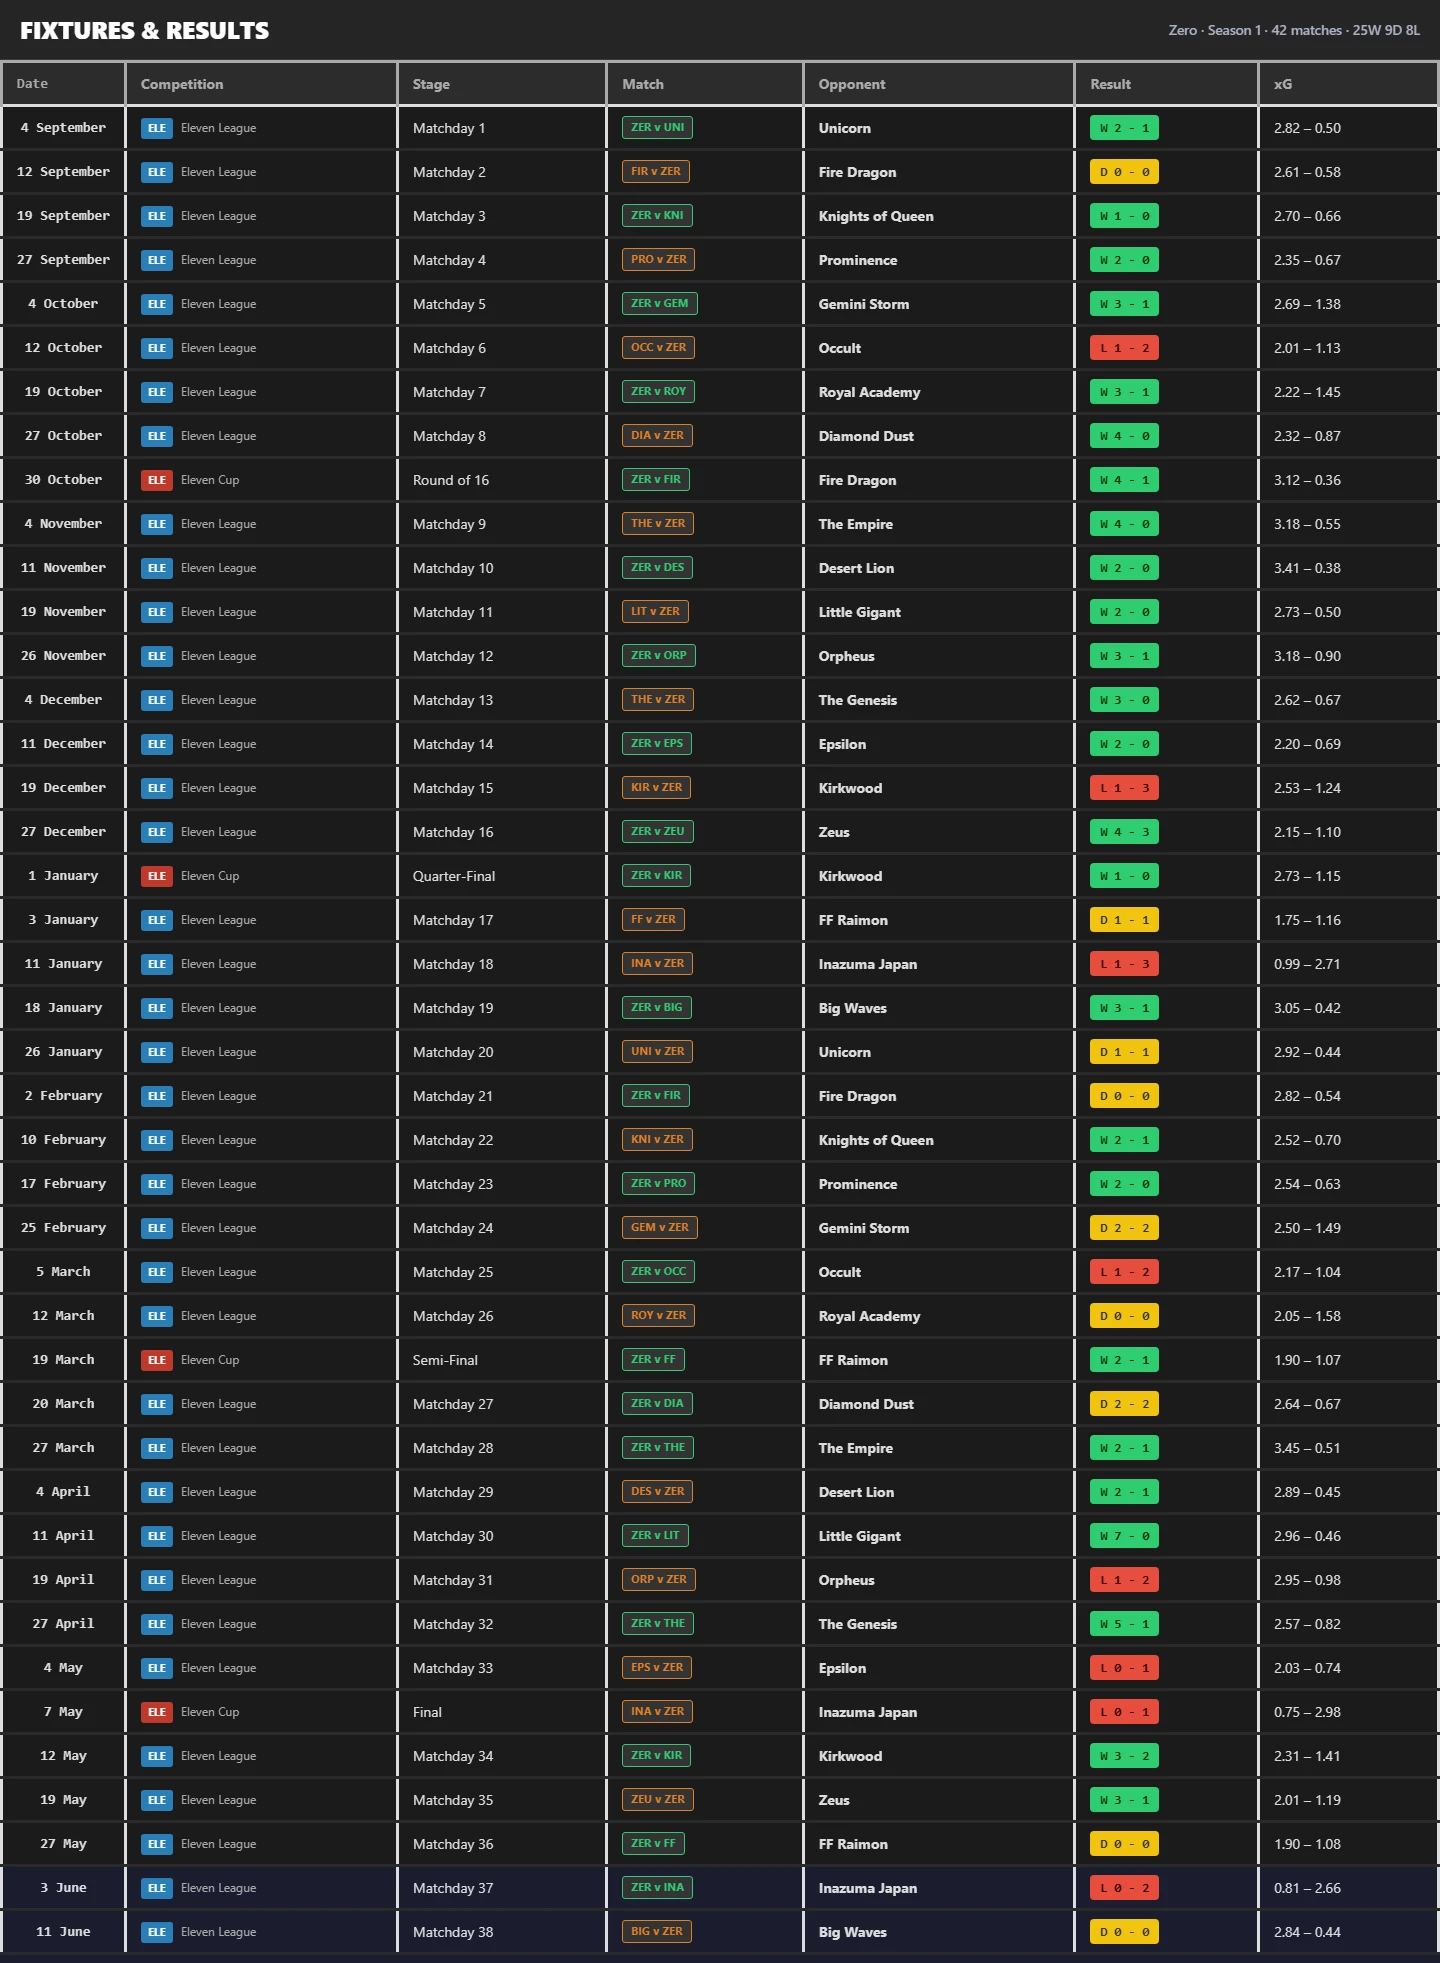 FIXTURES & RESULTS Zero · Season 1 · 42 matches · 25W 9D 8L
Date Competition Stage Match Opponent Result xG
4 September ELE Eleven League Matchday 1 ZER v UNI Unicorn W 2 - 1 2.82 – 0.50
12 September ELE Eleven League Matchday 2 FIR v ZER Fire Dragon D 0 - 0 2.61 – 0.58
19 September ELE Eleven League Matchday 3 ZER v KNI Knights of Queen W 1 - 0 2.70 – 0.66
27 September ELE Eleven League Matchday 4 PRO v ZER Prominence W 2 - 0 2.35 – 0.67
4 October ELE Eleven League Matchday 5 ZER v GEM Gemini Storm W 3 - 1 2.69 – 1.38
12 October ELE Eleven League Matchday 6 OCC v ZER Occult L 1 - 2 2.01 – 1.13
19 October ELE Eleven League Matchday 7 ZER v ROY Royal Academy W 3 - 1 2.22 – 1.45
27 October ELE Eleven League Matchday 8 DIA v ZER Diamond Dust W 4 - 0 2.32 – 0.87
30 October ELE Eleven Cup Round of 16 ZER v FIR Fire Dragon W 4 - 1 3.12 – 0.36
4 November ELE Eleven League Matchday 9 THE v ZER The Empire W 4 - 0 3.18 – 0.55
11 November ELE Eleven League Matchday 10 ZER v DES Desert Lion W 2 - 0 3.41 – 0.38
19 November ELE Eleven League Matchday 11 LIT v ZER Little Gigant W 2 - 0 2.73 – 0.50
26 November ELE Eleven League Matchday 12 ZER v ORP Orpheus W 3 - 1 3.18 – 0.90
4 December ELE Eleven League Matchday 13 THE v ZER The Genesis W 3 - 0 2.62 – 0.67
11 December ELE Eleven League Matchday 14 ZER v EPS Epsilon W 2 - 0 2.20 – 0.69
19 December ELE Eleven League Matchday 15 KIR v ZER Kirkwood L 1 - 3 2.53 – 1.24
27 December ELE Eleven League Matchday 16 ZER v ZEU Zeus W 4 - 3 2.15 – 1.10
1 January ELE Eleven Cup Quarter-Final ZER v KIR Kirkwood W 1 - 0 2.73 – 1.15
3 January ELE Eleven League Matchday 17 FF v ZER FF Raimon D 1 - 1 1.75 – 1.16
11 January ELE Eleven League Matchday 18 INA v ZER Inazuma Japan L 1 - 3 0.99 – 2.71
18 January ELE Eleven League Matchday 19 ZER v BIG Big Waves W 3 - 1 3.05 – 0.42
26 January ELE Eleven League Matchday 20 UNI v ZER Unicorn D 1 - 1 2.92 – 0.44
2 February ELE Eleven League Matchday 21 ZER v FIR Fire Dragon D 0 - 0 2.82 – 0.54
10 February ELE Eleven League Matchday 22 KNI v ZER Knights of Queen W 2 - 1 2.52 – 0.70
17 February ELE Eleven League Matchday 23 ZER v PRO Prominence W 2 - 0 2.54 – 0.63
25 February ELE Eleven League Matchday 24 GEM v ZER Gemini Storm D 2 - 2 2.50 – 1.49
5 March ELE Eleven League Matchday 25 ZER v OCC Occult L 1 - 2 2.17 – 1.04
12 March ELE Eleven League Matchday 26 ROY v ZER Royal Academy D 0 - 0 2.05 – 1.58
19 March ELE Eleven Cup Semi-Final ZER v FF FF Raimon W 2 - 1 1.90 – 1.07
20 March ELE Eleven League Matchday 27 ZER v DIA Diamond Dust D 2 - 2 2.64 – 0.67
27 March ELE Eleven League Matchday 28 ZER v THE The Empire W 2 - 1 3.45 – 0.51
4 April ELE Eleven League Matchday 29 DES v ZER Desert Lion W 2 - 1 2.89 – 0.45
11 April ELE Eleven League Matchday 30 ZER v LIT Little Gigant W 7 - 0 2.96 – 0.46
19 April ELE Eleven League Matchday 31 ORP v ZER Orpheus L 1 - 2 2.95 – 0.98
27 April ELE Eleven League Matchday 32 ZER v THE The Genesis W 5 - 1 2.57 – 0.82
4 May ELE Eleven League Matchday 33 EPS v ZER Epsilon L 0 - 1 2.03 – 0.74
7 May ELE Eleven Cup Final INA v ZER Inazuma Japan L 0 - 1 0.75 – 2.98
12 May ELE Eleven League Matchday 34 ZER v KIR Kirkwood W 3 - 2 2.31 – 1.41
19 May ELE Eleven League Matchday 35 ZEU v ZER Zeus W 3 - 1 2.01 – 1.19
27 May ELE Eleven League Matchday 36 ZER v FF FF Raimon D 0 - 0 1.90 – 1.08
3 June ELE Eleven League Matchday 37 ZER v INA Inazuma Japan L 0 - 2 0.81 – 2.66
11 June ELE Eleven League Matchday 38 BIG v ZER Big Waves D 0 - 0 2.84 – 0.44